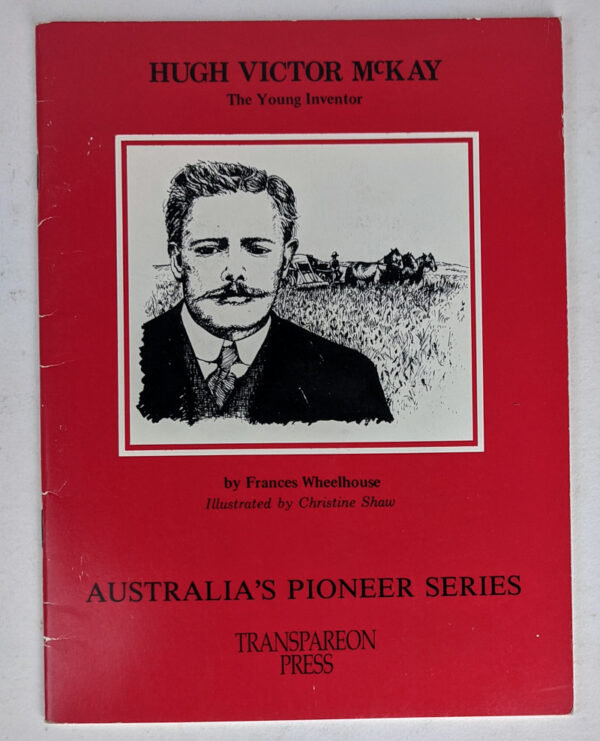 HUGH VICTOR McKAY
The Young Inventor
by Frances Wheelhouse
Illustrated by Christine Shaw
AUSTRALIA'S PIONEER SERIES
TRANSPAREON
PRESS